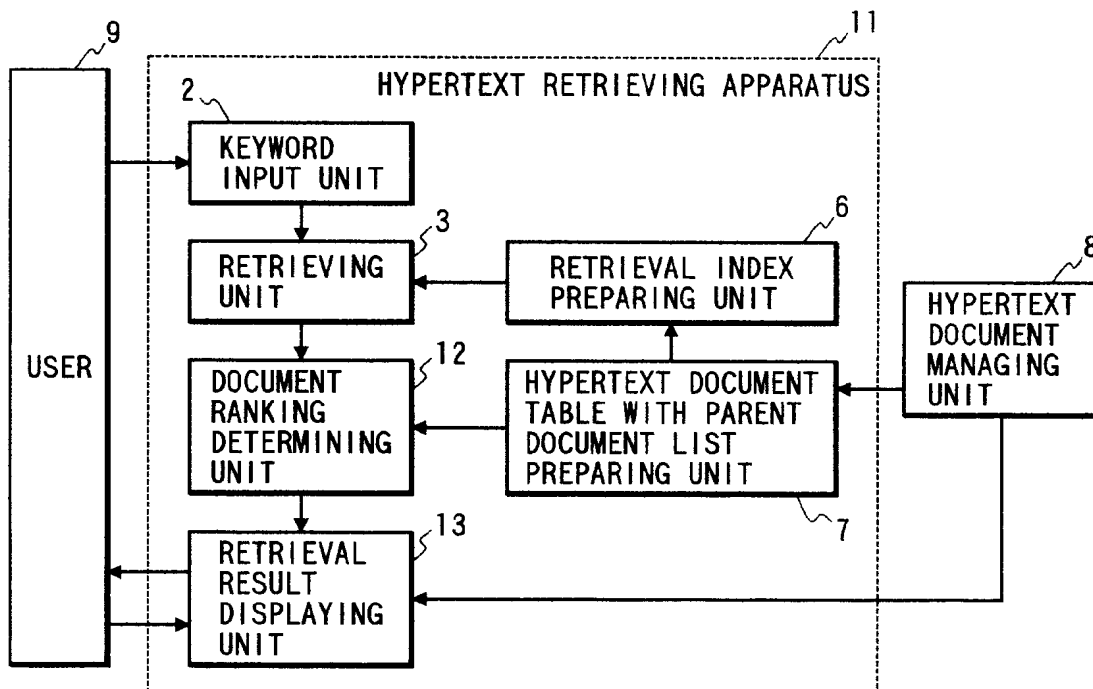 9
11
HYPERTEXT RETRIEVING APPARATUS
2
KEYWORD
INPUT UNIT
3
RETRIEVING
UNIT
6
RETRIEVAL INDEX
PREPARING UNIT
8
HYPERTEXT
DOCUMENT
MANAGING
UNIT
USER
12
DOCUMENT
RANKING
DETERMINING
UNIT
HYPERTEXT DOCUMENT
TABLE WITH PARENT
DOCUMENT LIST
PREPARING UNIT
7
13
RETRIEVAL
RESULT
DISPLAYING
UNIT